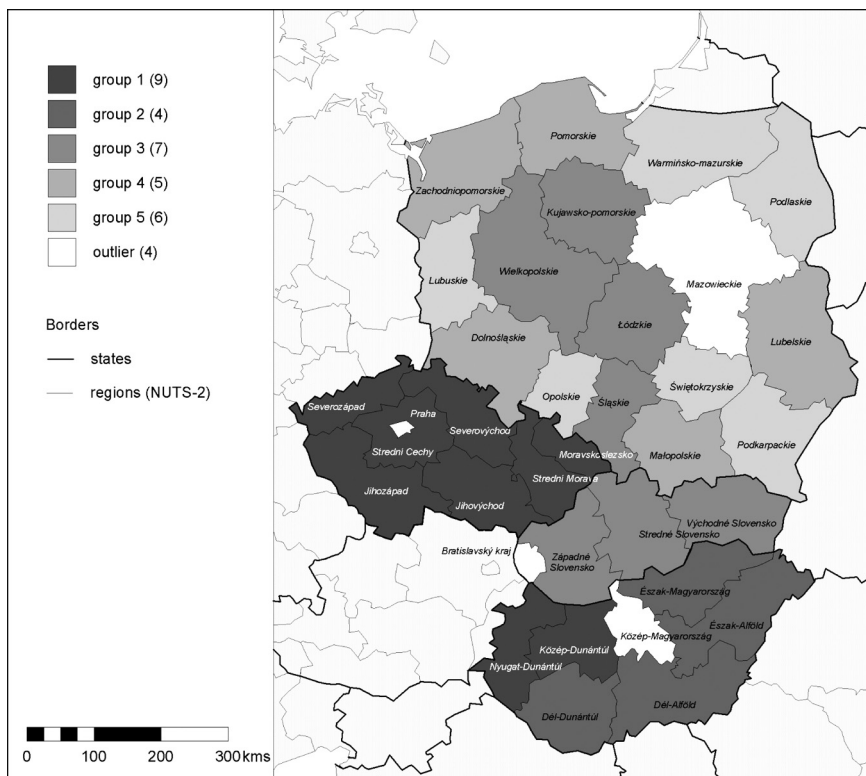 group 1 (9)
group 2 (4)
group 3 (7)
group 4 (5)
group 5 (6)
outlier (4)
Borders
states
regions (NUTS-2)
0 100 200 300 kms
Pomorskie
Warmińsko-mazurskie
Zachodniopomorskie
Podlaskie
Kujawsko-pomorskie
Lubuskie
Wielkopolskie
Mazowieckie
Łódzkie
Dolnośląskie
Lubelskie
Opolskie
Śląskie
Świętokrzyskie
Małopolskie
Podkarpackie
Severozápad
Praha
Severovýchod
Stredni Cechy
Moravskoslezsko
Stredni Morava
Jihozápad
Jihovýchod
Bratislavský kraj
Západné
Slovensko
Východné Slovensko
Stredné Slovensko
Észak-Magyarország
Észak-Alföld
Közép-Magyarország
Közép-Dunántúl
Nyugat-Dunántúl
Dél-Dunántúl
Dél-Alföld